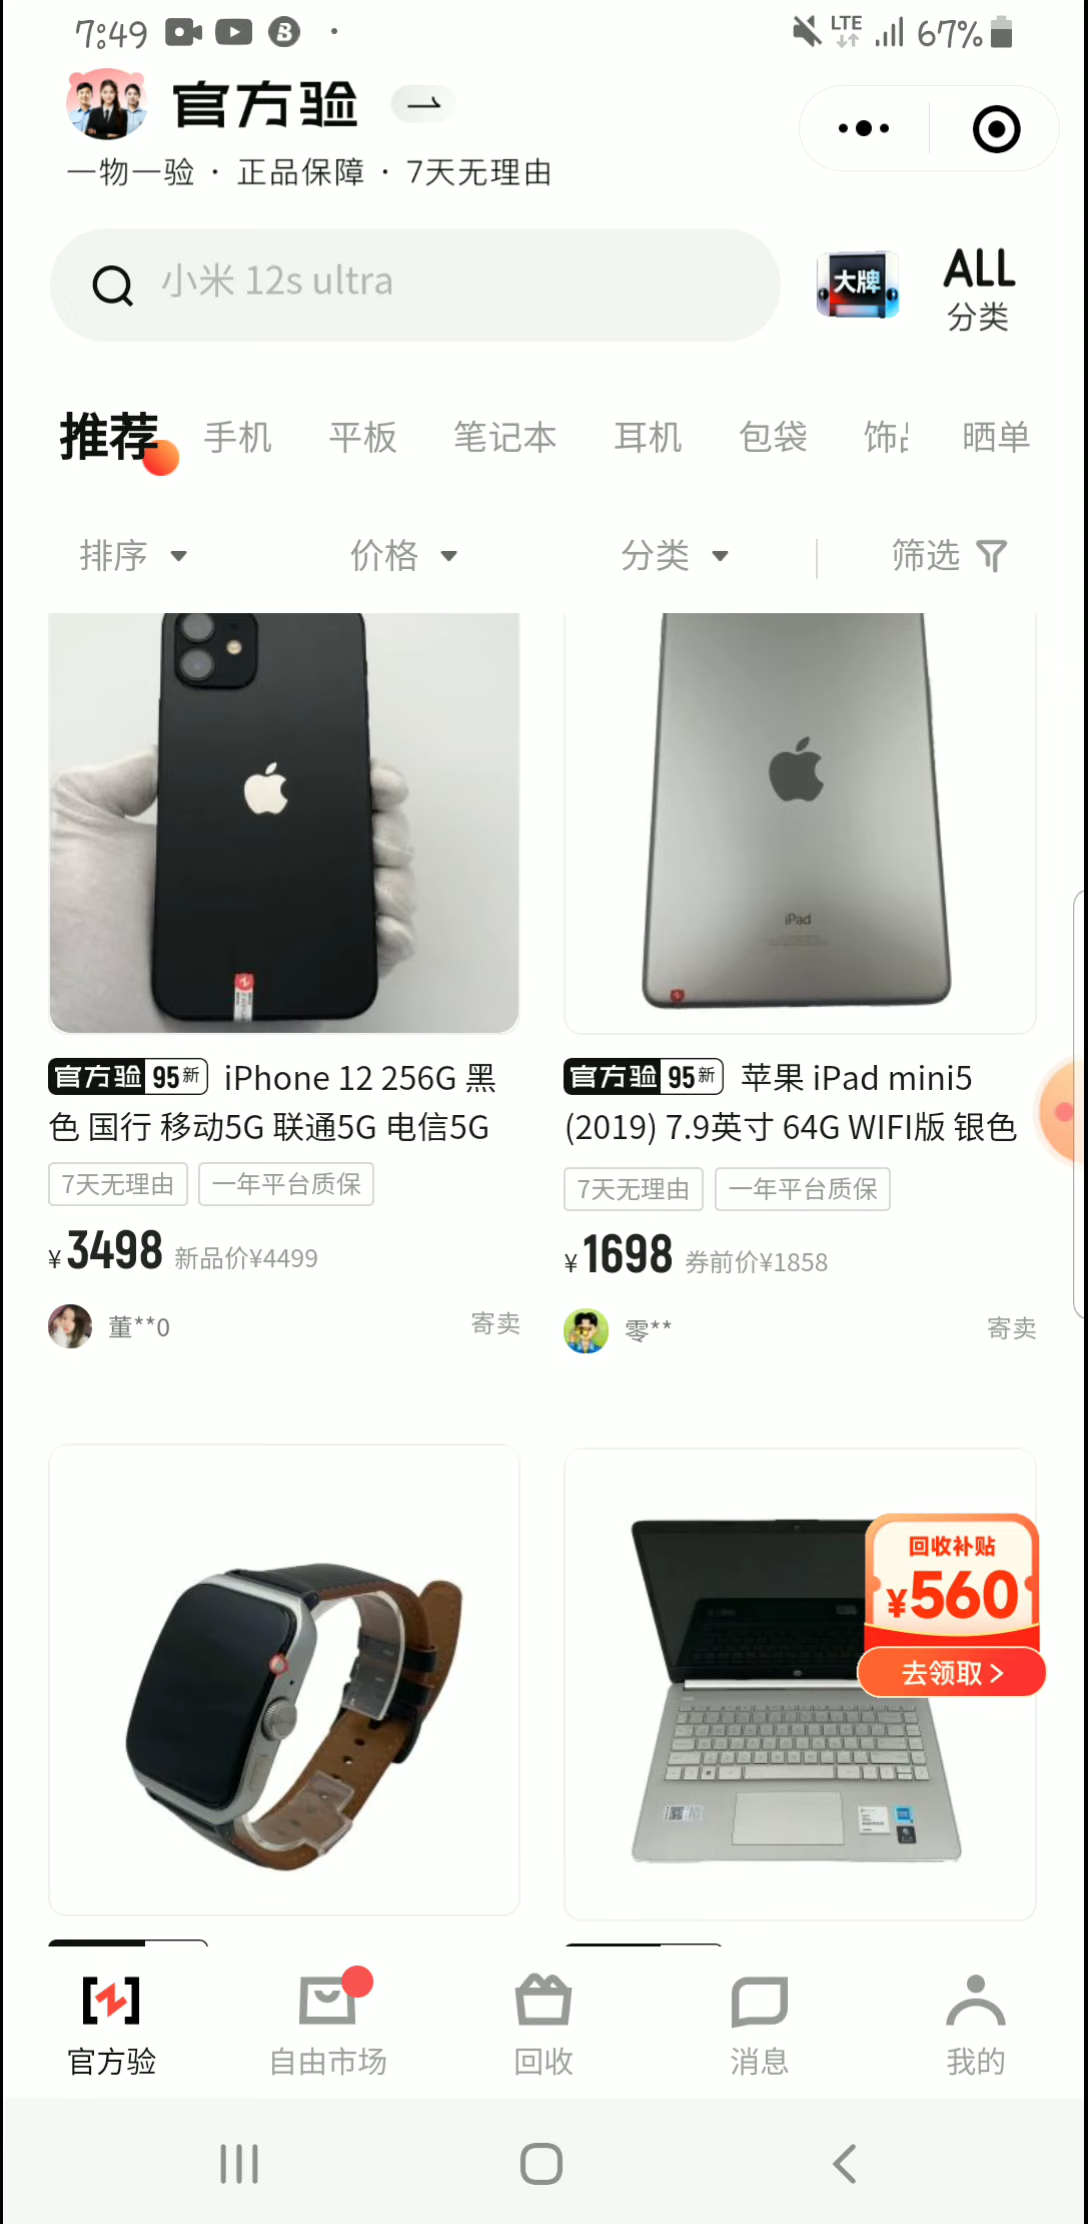 7:49
LTE
67%
官方验
一物一验 · 正品保障 · 7天无理由
小米 12s ultra
大牌
ALL
分类
推荐 手机 平板 笔记本 耳机 包袋 饰品 晒单
排序 价格 分类 筛选
iPad
官方验 95新 iPhone 12 256G 黑
色 国行 移动5G 联通5G 电信5G
7天无理由 一年平台质保
¥3498 新品价¥4499
董**0 寄卖
官方验 95新 苹果 iPad mini5
(2019) 7.9英寸 64G WIFI版 银色
7天无理由 一年平台质保
¥1698 券前价¥1858
零** 寄卖
回收补贴
¥560
去领取 >
官方验 自由市场 回收 消息 我的